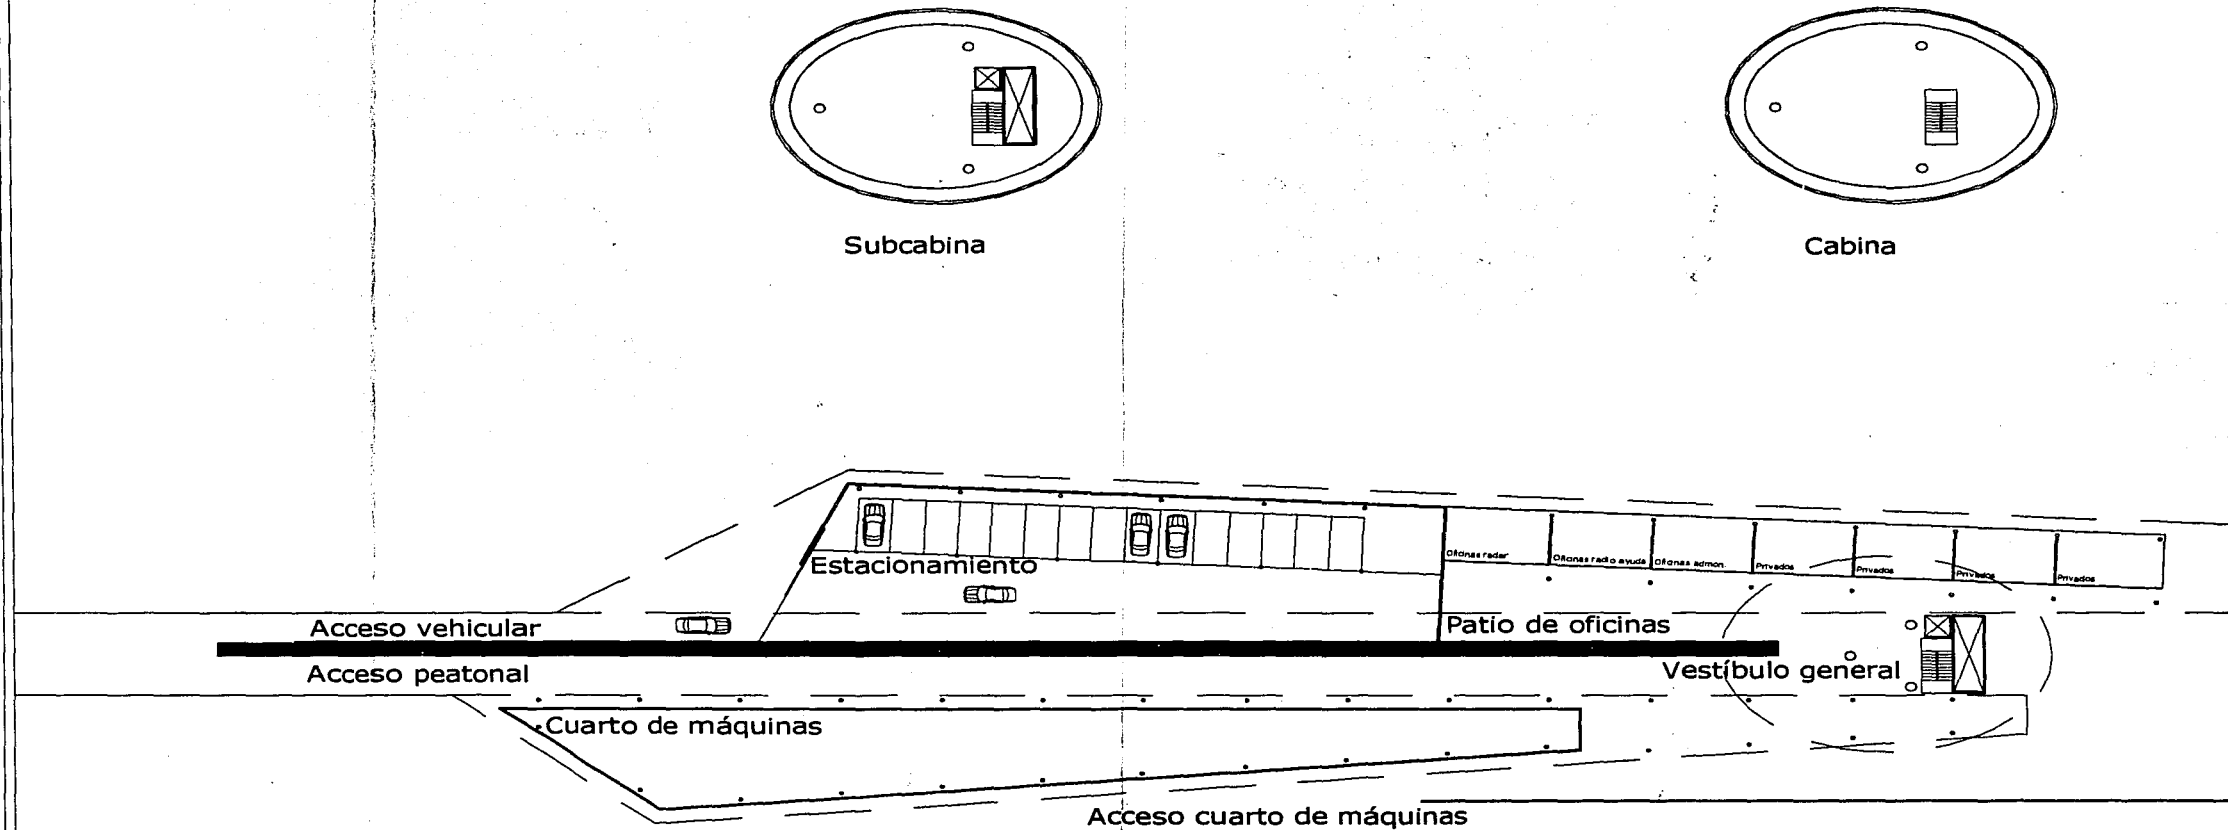 Subcabina
Cabina
Estacionamiento
Oficinas radar
Oficinas radio ayuda
Oficinas admon.
Privados
Privados
Privados
Privados
Acceso vehicular
Patio de oficinas
Acceso peatonal
Vestíbulo general
Cuarto de máquinas
Acceso cuarto de máquinas